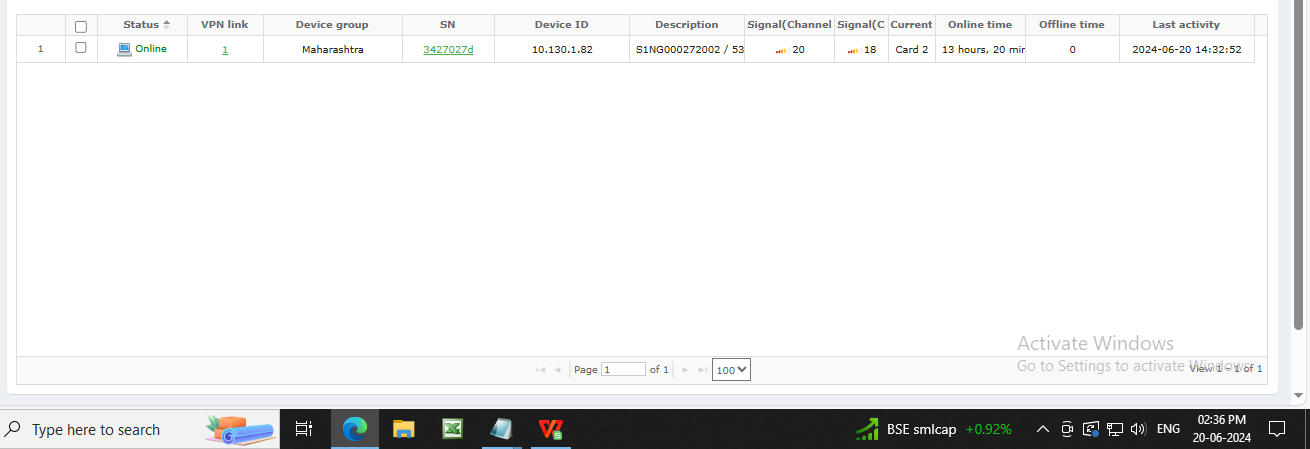 Status VPN link Device group SN Device ID Description Signal(Channel Signal(C Current Online time Offline time Last activity
1 Online 1 Maharashtra 3427027d 10.130.1.82 S1NG000272002 / 53 20 18 Card 2 13 hours, 20 min 0 2024-06-20 14:32:52
Activate Windows
Go to Settings to activate Windows.
Page 1 of 1 100 View 1 - 1 of 1
Type here to search BSE smlcap +0.92% ENG 02:36 PM
20-06-2024